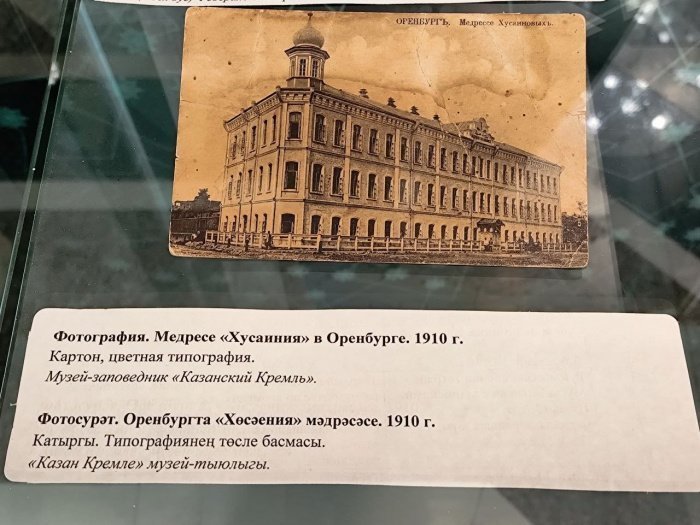 ОРЕНБУРГЪ. Медрессе Хусаиновыхъ.
Фотография. Медресе «Хусаиния» в Оренбурге. 1910 г.
Картон, цветная типография.
Музей-заповедник «Казанский Кремль».
Фотосурәт. Оренбургта «Хөсәения» мәдрәсәсе. 1910 г.
Катыргы. Типографиянең төсле басмасы.
«Казан Кремле» музей-тыюлыгы.